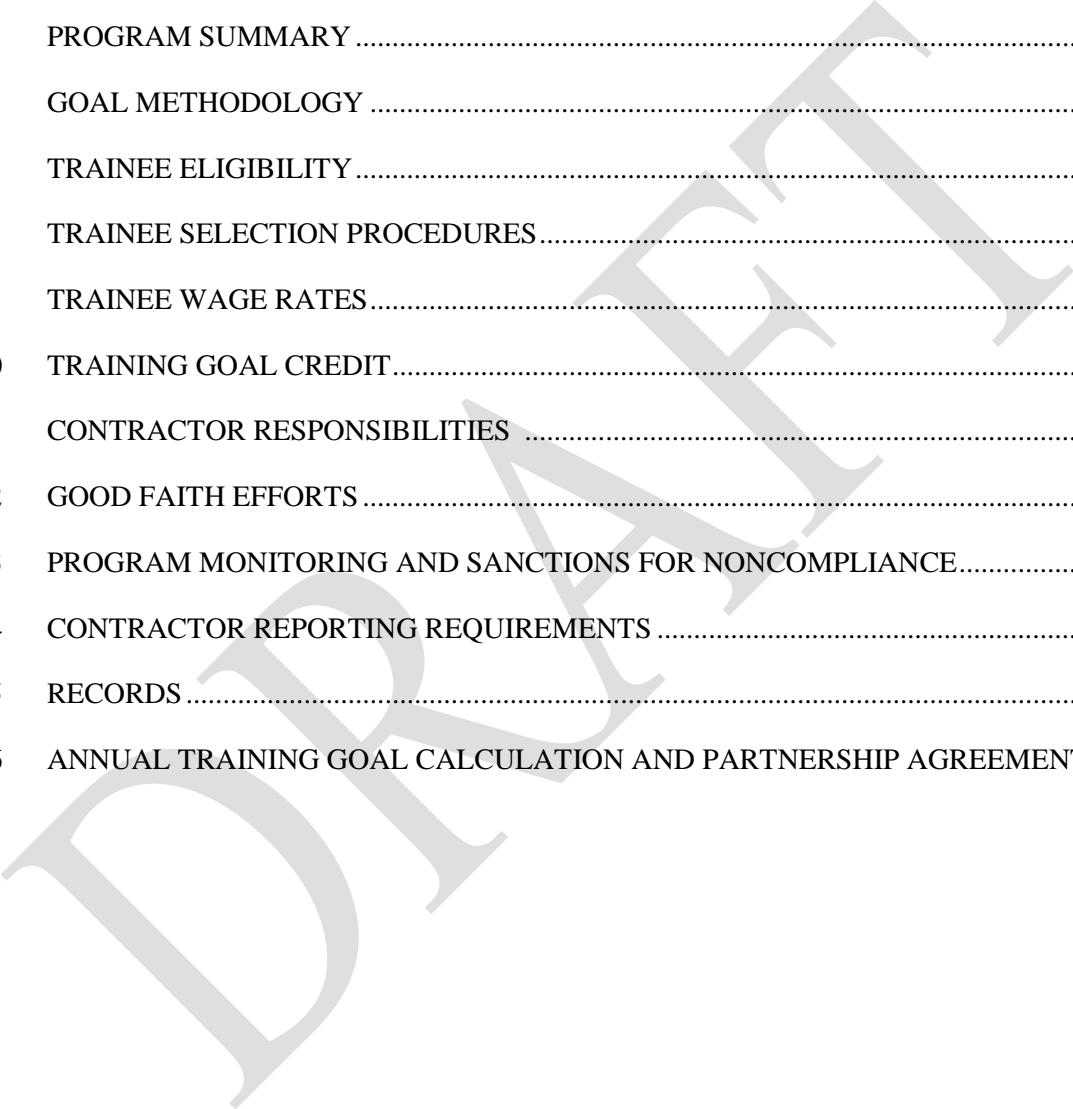 PROGRAM SUMMARY ........................................................................................................
GOAL METHODOLOGY ........................................................................................................
TRAINEE ELIGIBILITY ........................................................................................................
TRAINEE SELECTION PROCEDURES ........................................................................................................
TRAINEE WAGE RATES ........................................................................................................
TRAINING GOAL CREDIT ........................................................................................................
CONTRACTOR RESPONSIBILITIES ........................................................................................................
GOOD FAITH EFFORTS ........................................................................................................
PROGRAM MONITORING AND SANCTIONS FOR NONCOMPLIANCE ................
CONTRACTOR REPORTING REQUIREMENTS ................................................................
RECORDS ........................................................................................................
ANNUAL TRAINING GOAL CALCULATION AND PARTNERSHIP AGREEMENT
DRAFT